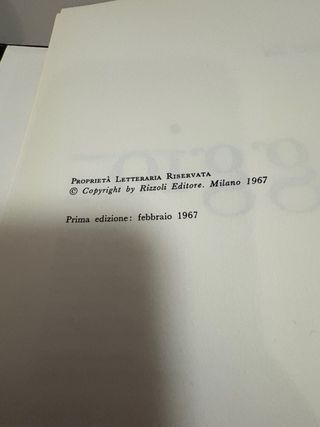 Proprietà Letteraria Riservata
© Copyright by Rizzoli Editore. Milano 1967
Prima edizione: febbraio 1967